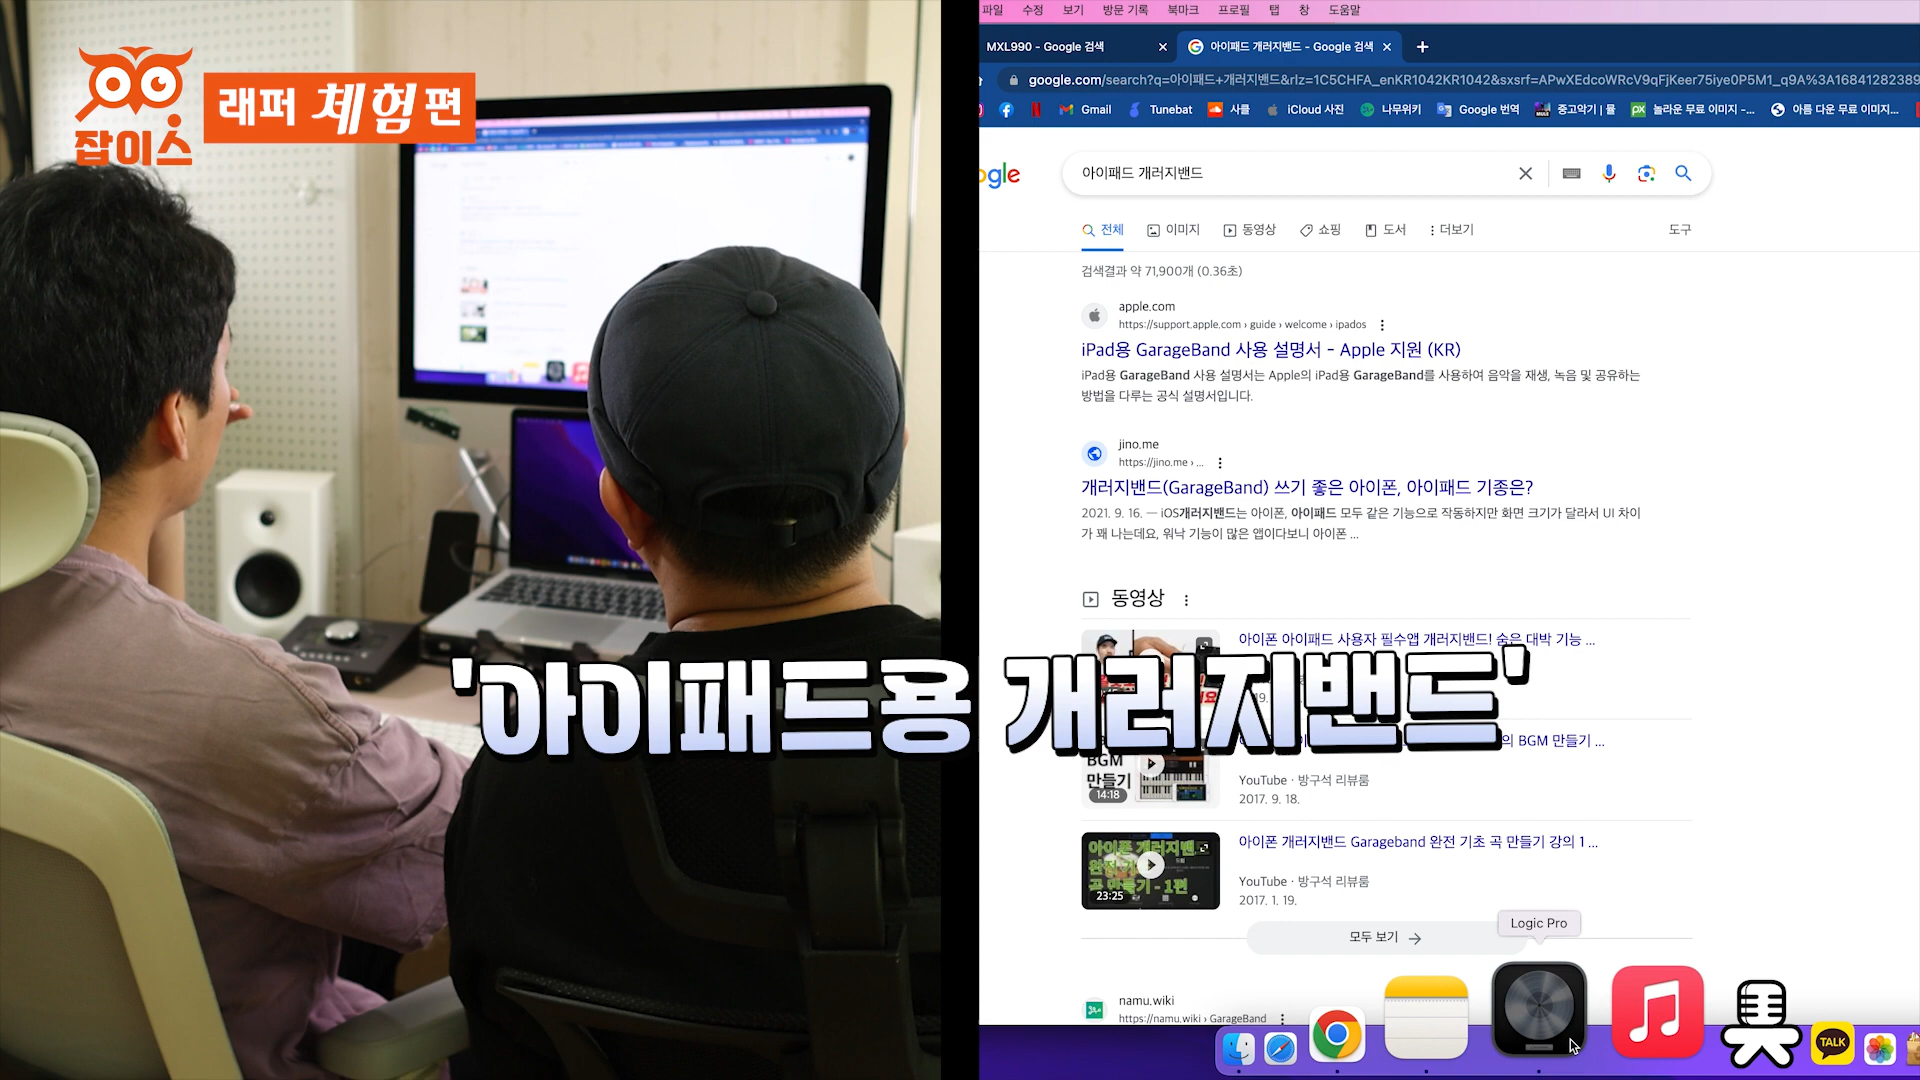 잡이스
래퍼 체험편
'아이패드용 개러지밴드'
파일 수정 보기 방문 기록 북마크 프로필 탭 창 도움말
MXL990 - Google 검색
아이패드 개러지밴드 - Google 검색
google.com/search?q=아이패드+개러지밴드&rlz=1C5CHFA_enKR1042KR1042&sxsrf=APwXEdcoWRcV9qFjKeer75iye0P5M1_q9A%3A16841282389
Gmail Tunebat 사클 iCloud 사진 나무위키 Google 번역 중고악기 | 뮬 놀라운 무료 이미지 -... 아름 다운 무료 이미지...
ogle
아이패드 개러지밴드
전체 이미지 동영상 쇼핑 도서 더보기 도구
검색결과 약 71,900개 (0.36초)
apple.com
https://support.apple.com › guide › welcome › ipados
iPad용 GarageBand 사용 설명서 - Apple 지원 (KR)
iPad용 GarageBand 사용 설명서는 Apple의 iPad용 GarageBand를 사용하여 음악을 재생, 녹음 및 공유하는
방법을 다루는 공식 설명서입니다.
jino.me
https://jino.me › ...
개러지밴드(GarageBand) 쓰기 좋은 아이폰, 아이패드 기종은?
2021. 9. 16. — iOS개러지밴드는 아이폰, 아이패드 모두 같은 기능으로 작동하지만 화면 크기가 달라서 UI 차이
가 꽤 나는데요, 워낙 기능이 많은 앱이다보니 아이폰 ...
동영상
아이폰 아이패드 사용자 필수앱 개러지밴드! 숨은 대박 기능 ...
의 BGM 만들기 ...
BGM
만들기
14:18
YouTube · 방구석 리뷰룸
2017. 9. 18.
아이폰 개러지밴드 Garageband 완전 기초 곡 만들기 강의 1 ...
23:25
YouTube · 방구석 리뷰룸
2017. 1. 19.
모두 보기
Logic Pro
namu.wiki
https://namu.wiki › GarageBand
TALK